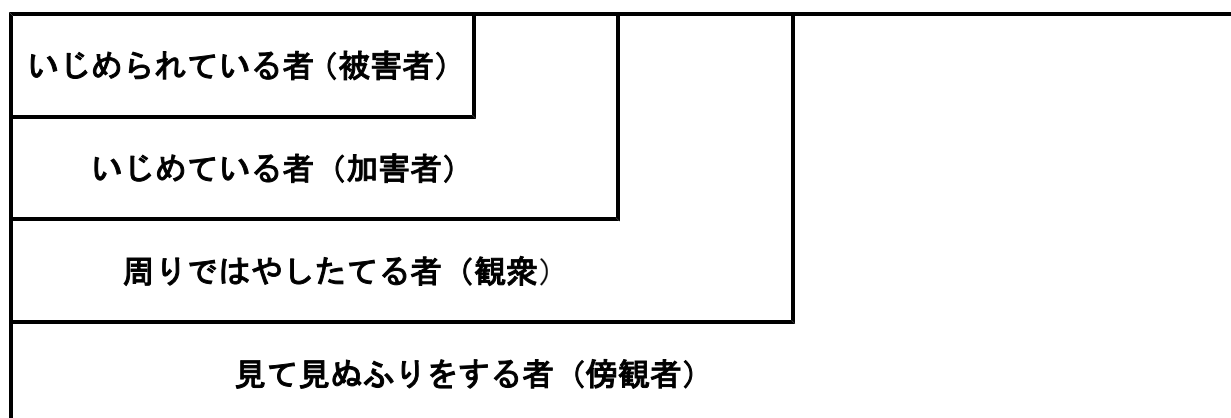 いじめられている者（被害者）
いじめている者（加害者）
周りではやしたてる者（観衆）
見て見ぬふりをする者（傍観者）